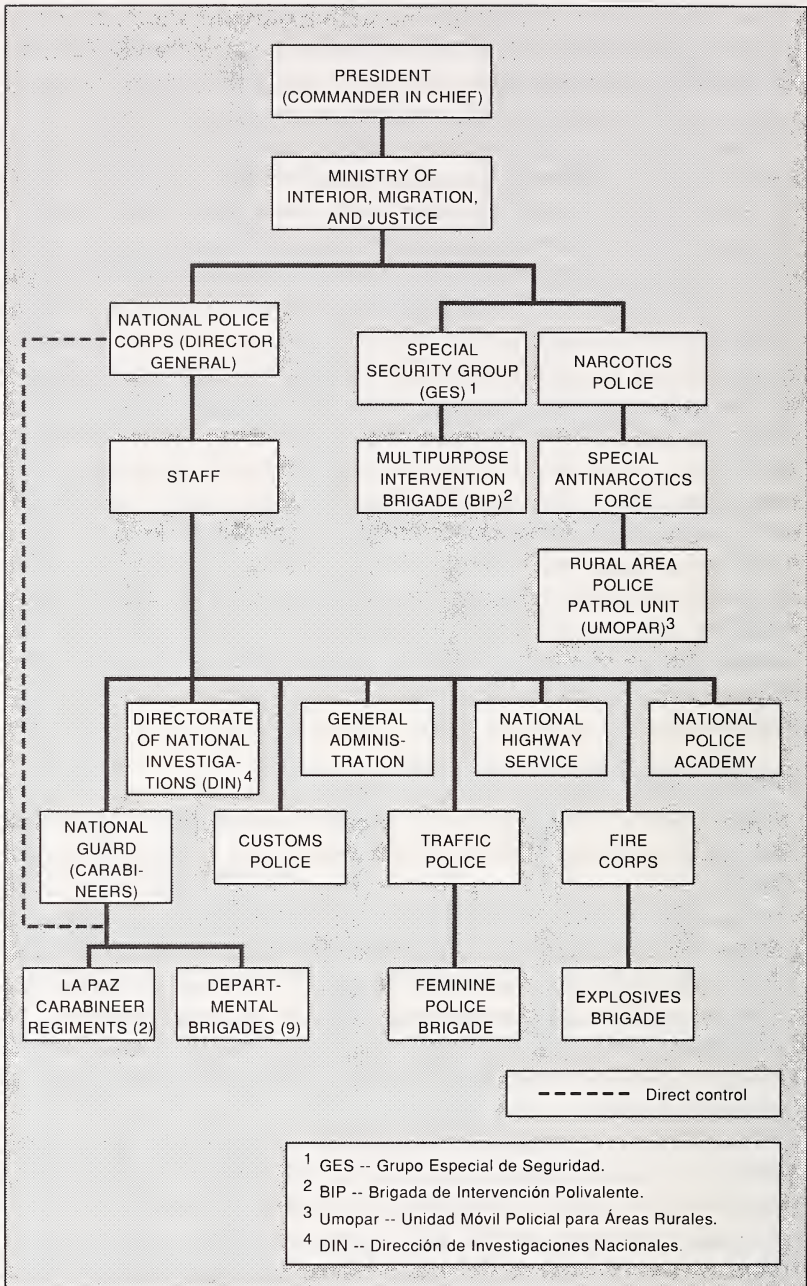 PRESIDENT
(COMMANDER IN CHIEF)
MINISTRY OF
INTERIOR, MIGRATION,
AND JUSTICE
NATIONAL POLICE
CORPS (DIRECTOR
GENERAL)
SPECIAL
SECURITY GROUP
(GES) 1
NARCOTICS
POLICE
STAFF
MULTIPURPOSE
INTERVENTION
BRIGADE (BIP)2
SPECIAL
ANTINARCOTICS
FORCE
RURAL AREA
POLICE
PATROL UNIT
(UMOPAR)3
DIRECTORATE
OF NATIONAL
INVESTIGA-
TIONS (DIN)4
GENERAL
ADMINIS-
TRATION
NATIONAL
HIGHWAY
SERVICE
NATIONAL
POLICE
ACADEMY
NATIONAL
GUARD
(CARABI-
NEERS)
CUSTOMS
POLICE
TRAFFIC
POLICE
FIRE
CORPS
LA PAZ
CARABINEER
REGIMENTS (2)
DEPART-
MENTAL
BRIGADES (9)
FEMININE
POLICE
BRIGADE
EXPLOSIVES
BRIGADE
Direct control
1 GES -- Grupo Especial de Seguridad.
2 BIP -- Brigada de Intervención Polivalente.
3 Umopar -- Unidad Móvil Policial para Áreas Rurales.
4 DIN -- Dirección de Investigaciones Nacionales.